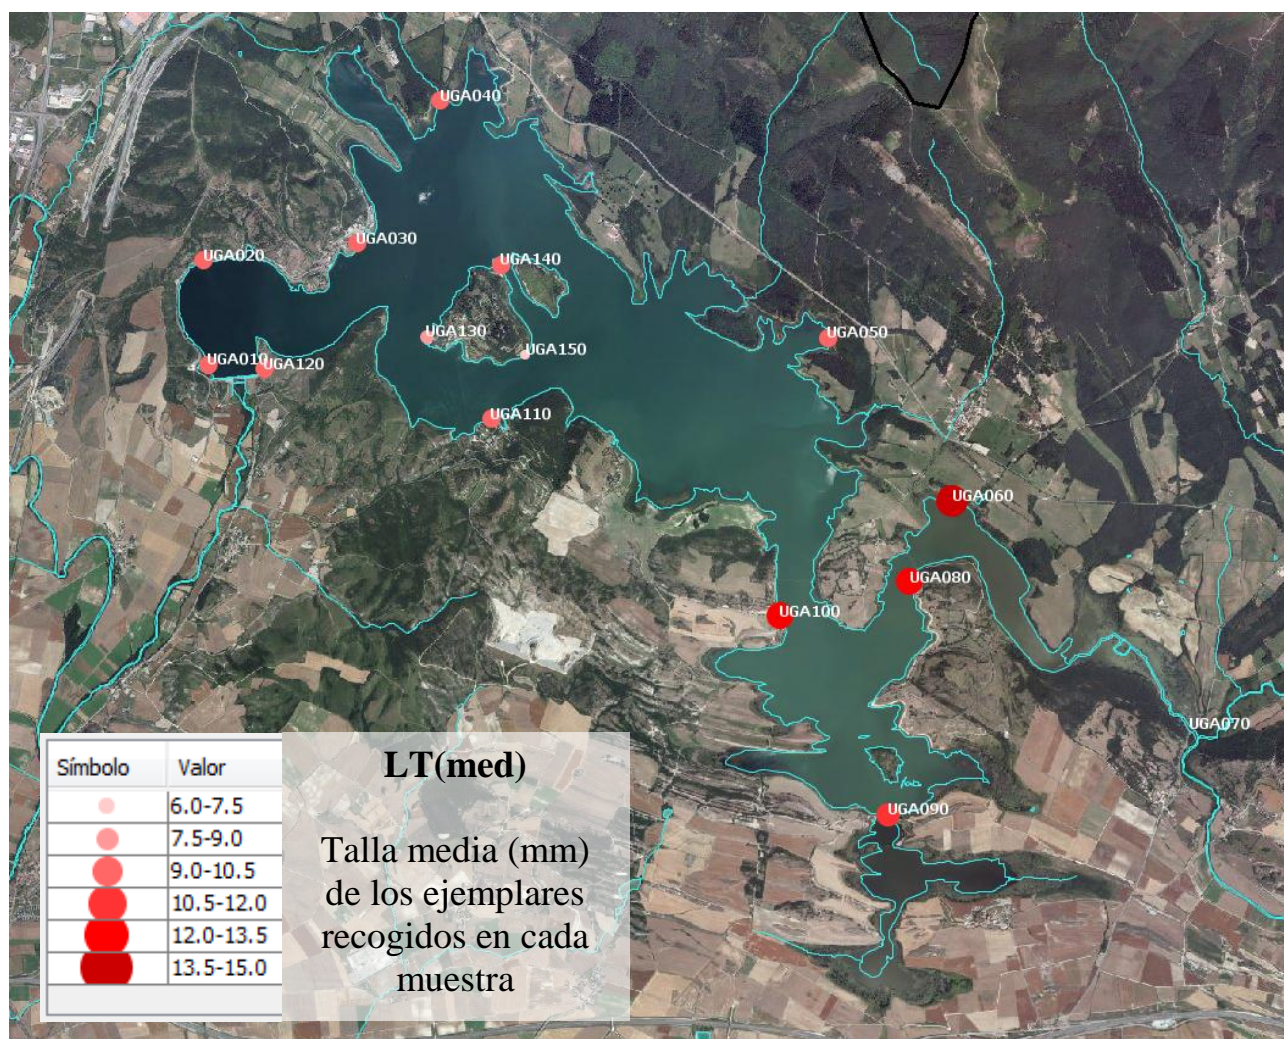 UGA040
UGA030
UGA020
UGA140
UGA130
UGA150
UGA050
UGA010
UGA120
UGA110
UGA060
UGA080
UGA100
UGA070
UGA090
Símbolo Valor
6.0-7.5
7.5-9.0
9.0-10.5
10.5-12.0
12.0-13.5
13.5-15.0
LT(med)
Talla media (mm)
de los ejemplares
recogidos en cada
muestra